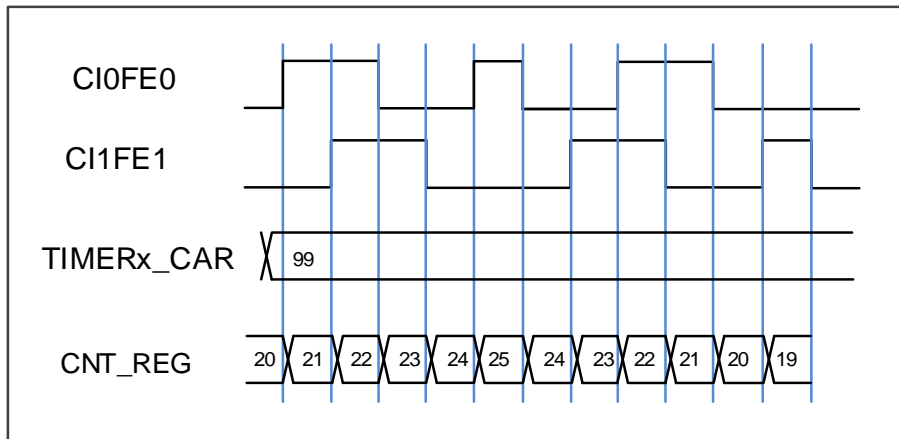 CI0FE0
CI1FE1
TIMERx_CAR 99
CNT_REG 20 21 22 23 24 25 24 23 22 21 20 19